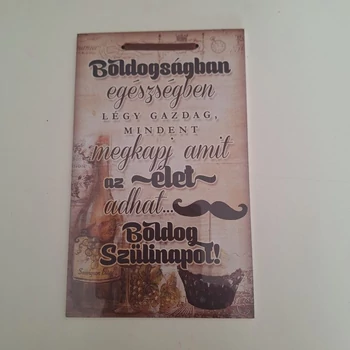 Boldogságban
egészségben
LÉGY GAZDAG,
MINDENT
megkapj amit
az ~élet~
adhat...
Boldog
Szülinapot!